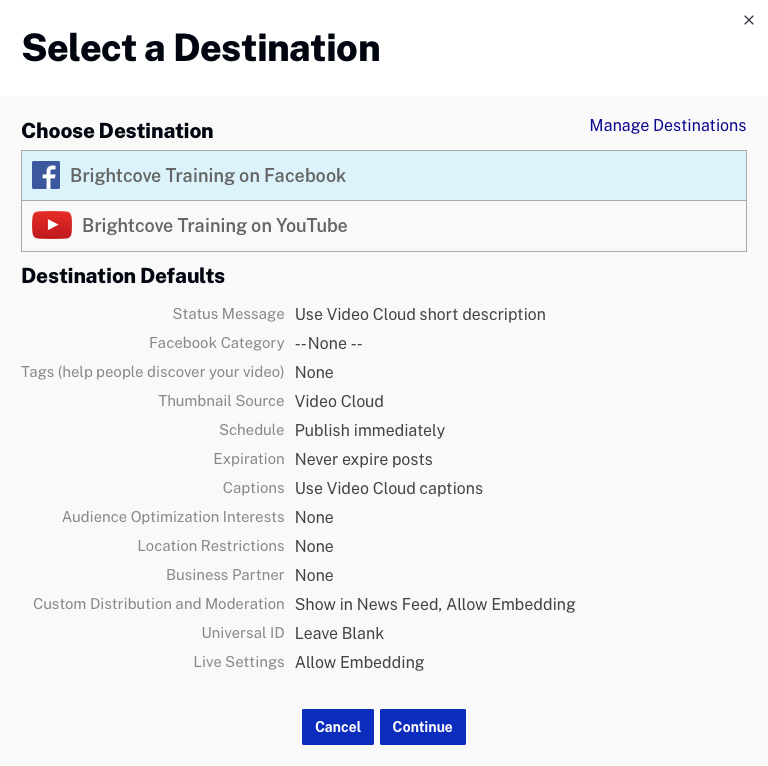 Select a Destination
Choose Destination
Manage Destinations
Brightcove Training on Facebook
Brightcove Training on YouTube
Destination Defaults
Status Message Use Video Cloud short description
Facebook Category -- None --
Tags (help people discover your video) None
Thumbnail Source Video Cloud
Schedule Publish immediately
Expiration Never expire posts
Captions Use Video Cloud captions
Audience Optimization Interests None
Location Restrictions None
Business Partner None
Custom Distribution and Moderation Show in News Feed, Allow Embedding
Universal ID Leave Blank
Live Settings Allow Embedding
Cancel Continue